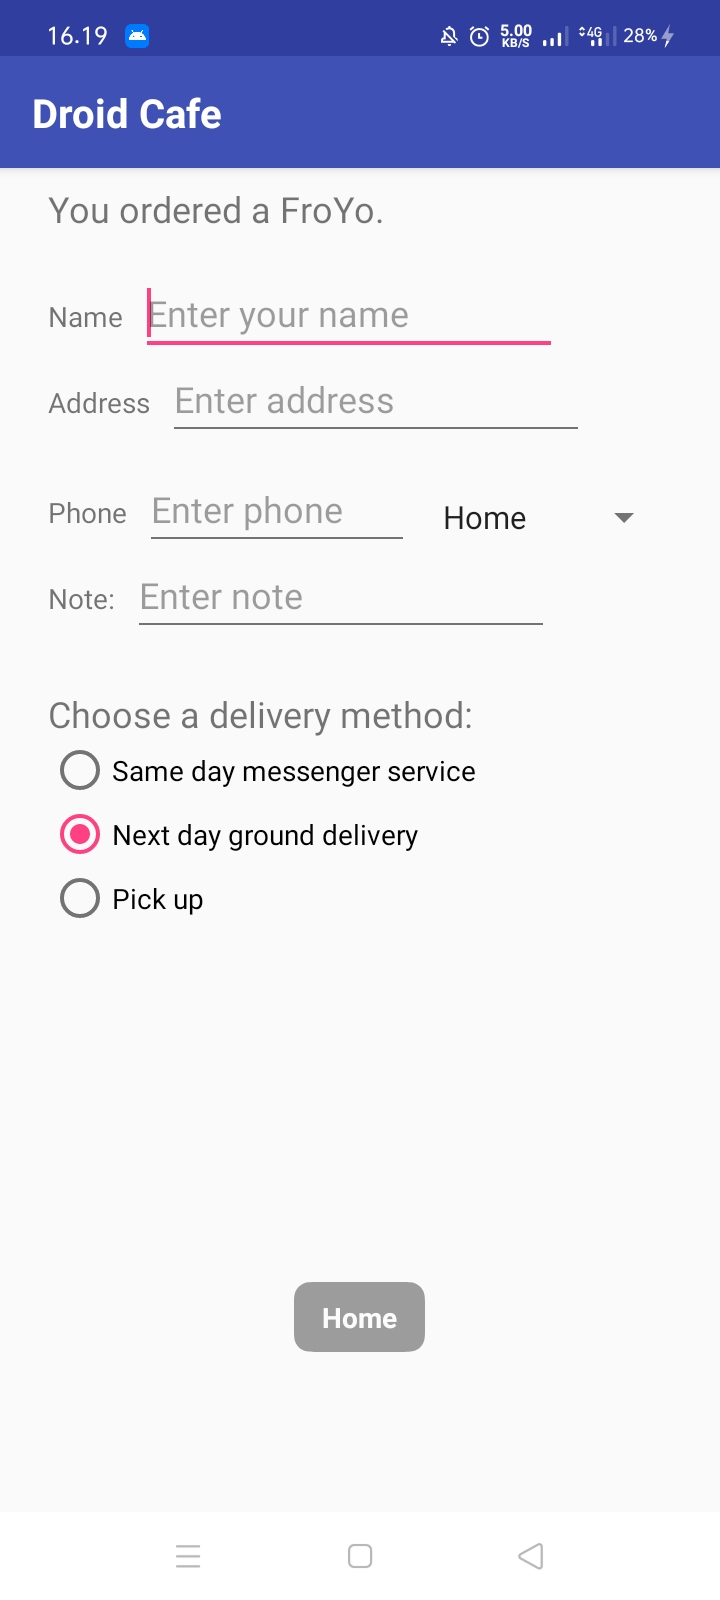 16.19 5.00 KB/S 4G 28%
Droid Cafe
You ordered a FroYo.
Name Enter your name
Address Enter address
Phone Enter phone Home
Note: Enter note
Choose a delivery method:
Same day messenger service
Next day ground delivery
Pick up
Home